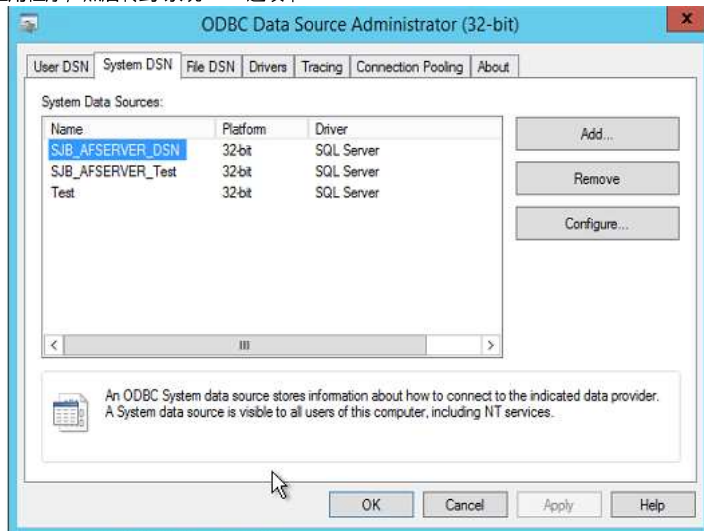 ODBC Data Source Administrator (32-bit)
x
User DSN System DSN File DSN Drivers Tracing Connection Pooling About
System Data Sources:
Name Platform Driver
SJB_AFSERVER_DSN 32-bit SQL Server
SJB_AFSERVER_Test 32-bit SQL Server
Test 32-bit SQL Server
Add...
Remove
Configure...
An ODBC System data source stores information about how to connect to the indicated data provider.
A System data source is visible to all users of this computer, including NT services.
OK Cancel Apply Help